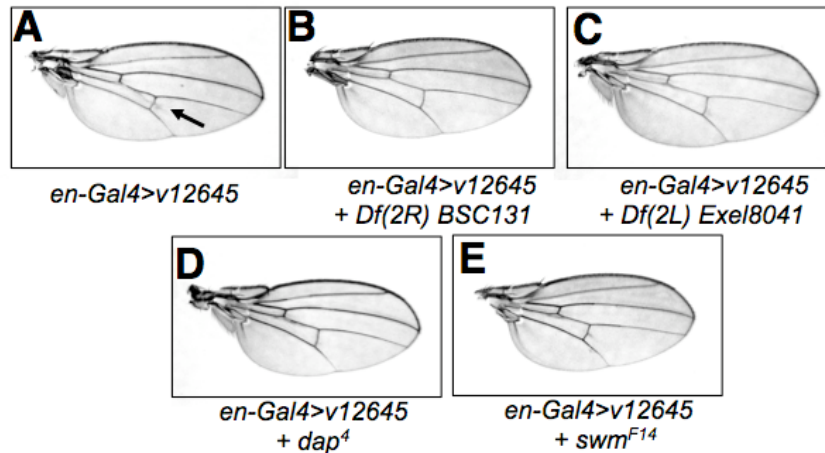 A
B
C
en-Gal4>v12645
en-Gal4>v12645
+ Df(2R) BSC131
en-Gal4>v12645
+ Df(2L) Exel8041
D
E
en-Gal4>v12645
+ dap⁴
en-Gal4>v12645
+ swmᶠ¹⁴